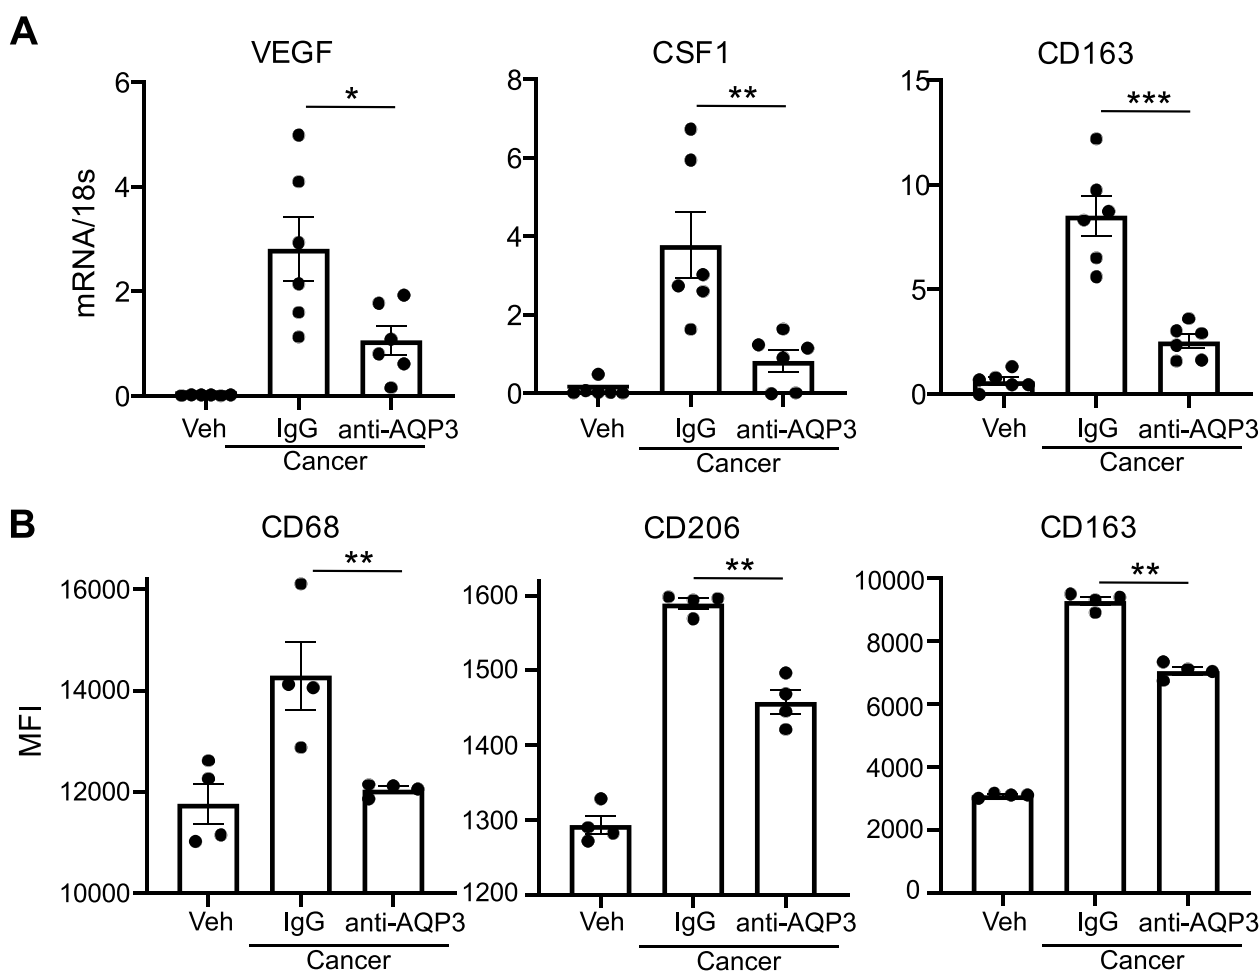 A
VEGF
CSF1
CD163
mRNA/18s
6
4
2
0
*
Veh
IgG
anti-AQP3
Cancer
8
6
4
2
0
**
Veh
IgG
anti-AQP3
Cancer
15
10
5
0
***
Veh
IgG
anti-AQP3
Cancer
B
CD68
CD206
CD163
MFI
16000
14000
12000
10000
**
Veh
IgG
anti-AQP3
Cancer
1600
1500
1400
1300
1200
**
Veh
IgG
anti-AQP3
Cancer
10000
8000
6000
4000
2000
0
**
Veh
IgG
anti-AQP3
Cancer